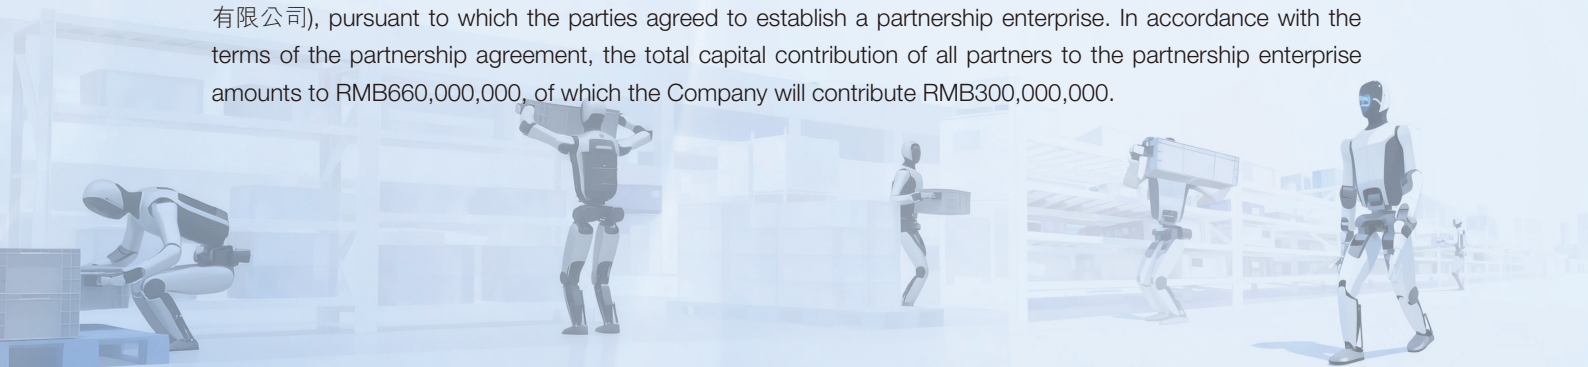 有限公司), pursuant to which the parties agreed to establish a partnership enterprise. In accordance with the
terms of the partnership agreement, the total capital contribution of all partners to the partnership enterprise
amounts to RMB660,000,000, of which the Company will contribute RMB300,000,000.